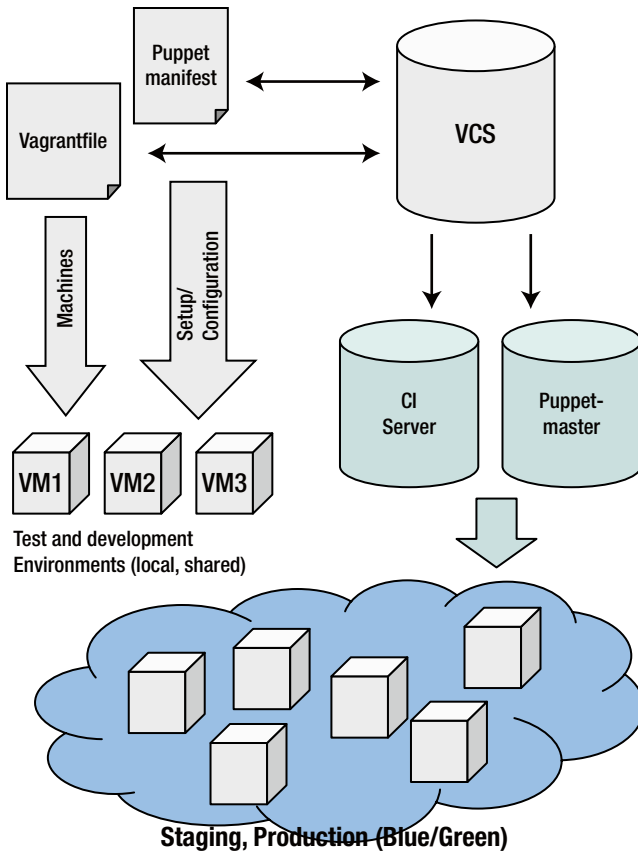 Puppet
manifest
Vagrantfile
VCS
Machines
Setup/
Configuration
CI
Server
Puppet-
master
VM1
VM2
VM3
Test and development
Environments (local, shared)
Staging, Production (Blue/Green)